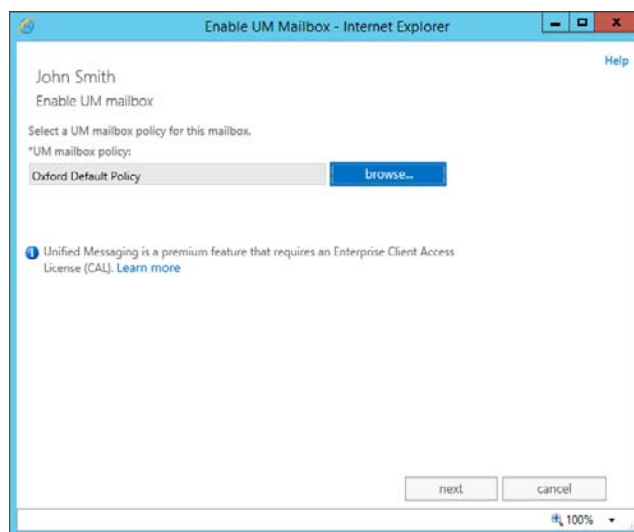 Enable UM Mailbox - Internet Explorer
Help
John Smith
Enable UM mailbox
Select a UM mailbox policy for this mailbox.
*UM mailbox policy:
Oxford Default Policy
browse...
Unified Messaging is a premium feature that requires an Enterprise Client Access
License (CAL). Learn more
next
cancel
100%